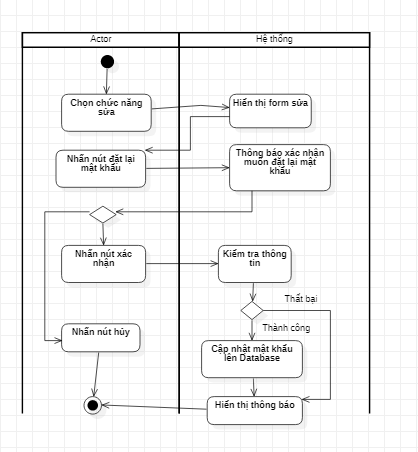 Actor
Hệ thống
Chọn chức năng
sửa
Hiển thị form sửa
Nhấn nút đặt lại
mật khẩu
Thông báo xác nhận
muốn đặt lại mật
khẩu
Nhấn nút xác
nhận
Kiểm tra thông
tin
Thất bại
Thành công
Nhấn nút hủy
Cập nhật mật khẩu
lên Database
Hiển thị thông báo